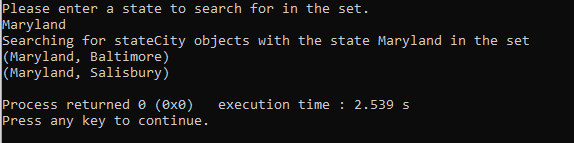 Please enter a state to search for in the set.
Maryland
Searching for stateCity objects with the state Maryland in the set
(Maryland, Baltimore)
(Maryland, Salisbury)
Process returned 0 (0x0)   execution time : 2.539 s
Press any key to continue.